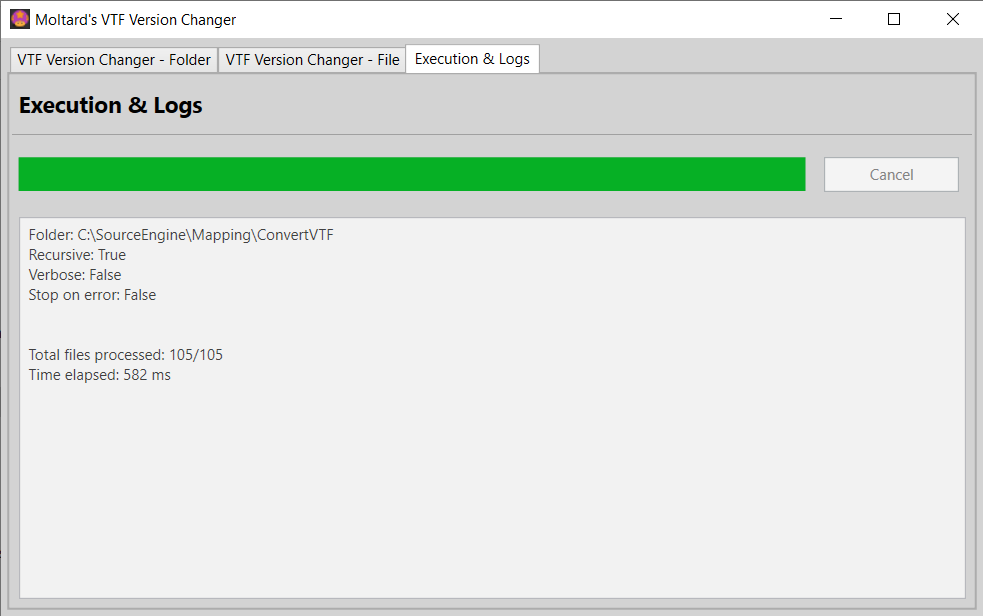 Moltard's VTF Version Changer
VTF Version Changer - Folder
VTF Version Changer - File
Execution & Logs
Execution & Logs
Cancel
Folder: C:\SourceEngine\Mapping\ConvertVTF
Recursive: True
Verbose: False
Stop on error: False
Total files processed: 105/105
Time elapsed: 582 ms